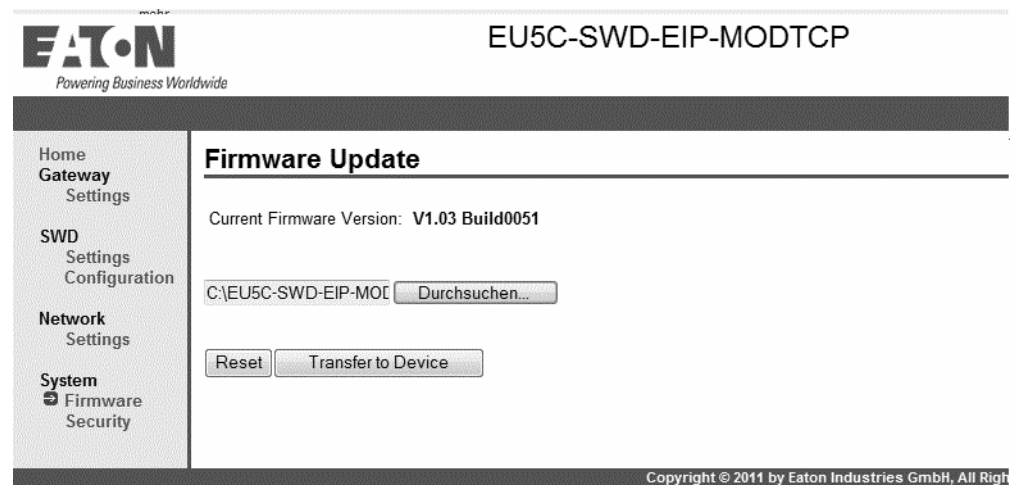 mehr
EATON
Powering Business Worldwide
EU5C-SWD-EIP-MODTCP
Home
Gateway
Settings
SWD
Settings
Configuration
Network
Settings
System
Firmware
Security
Firmware Update
Current Firmware Version: V1.03 Build0051
C:\EU5C-SWD-EIP-MOD Durchsuchen...
Reset Transfer to Device
Copyright © 2011 by Eaton Industries GmbH, All Righ